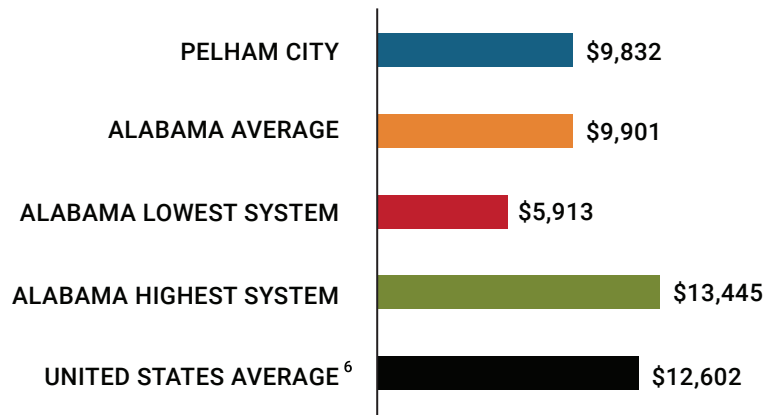 PELHAM CITY $9,832
ALABAMA AVERAGE $9,901
ALABAMA LOWEST SYSTEM $5,913
ALABAMA HIGHEST SYSTEM $13,445
UNITED STATES AVERAGE 6 $12,602